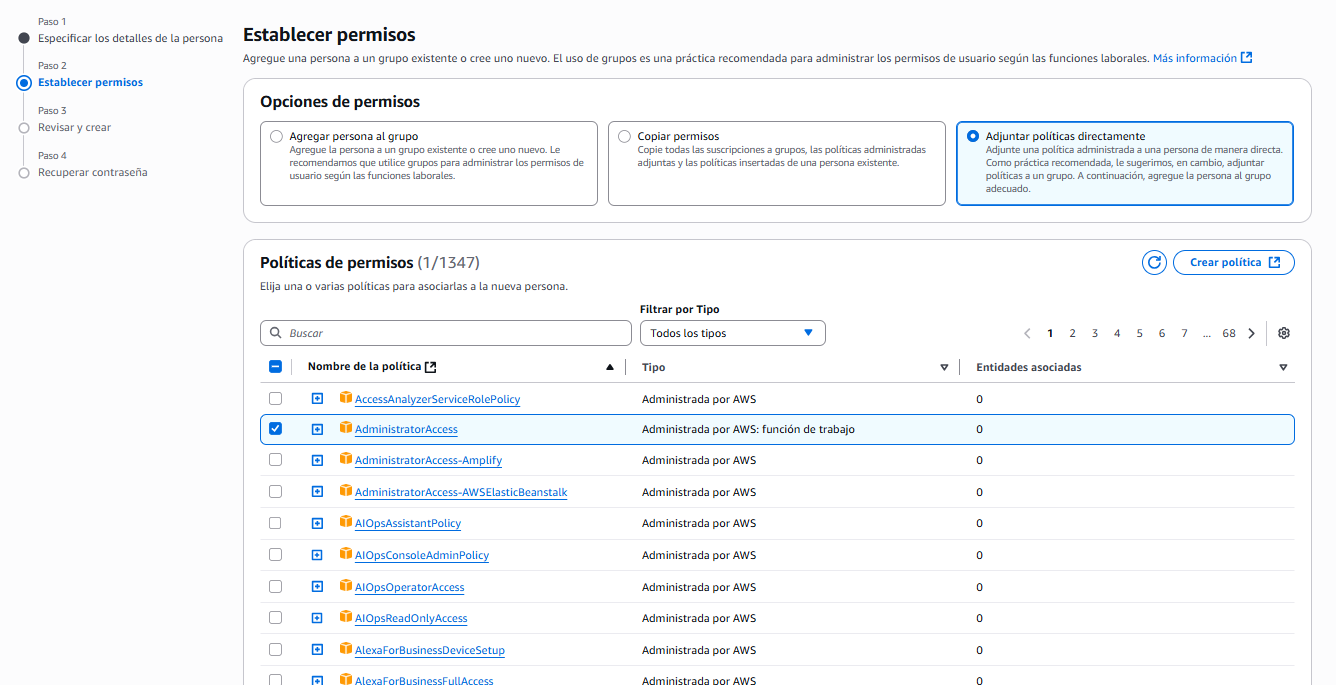 Paso 1
Especificar los detalles de la persona
Paso 2
Establecer permisos
Paso 3
Revisar y crear
Paso 4
Recuperar contraseña
Establecer permisos
Agregue una persona a un grupo existente o cree uno nuevo. El uso de grupos es una práctica recomendada para administrar los permisos de usuario según las funciones laborales. Más información
Opciones de permisos
Agregar persona al grupo
Agregue la persona a un grupo existente o cree uno nuevo. Le
recomendamos que utilice grupos para administrar los permisos de
usuario según las funciones laborales.
Copiar permisos
Copie todas las suscripciones a grupos, las políticas administradas
adjuntas y las políticas insertadas de una persona existente.
Adjuntar políticas directamente
Adjunte una política administrada a una persona de manera directa.
Como práctica recomendada, le sugerimos, en cambio, adjuntar
políticas a un grupo. A continuación, agregue la persona al grupo
adecuado.
Políticas de permisos (1/1347)
Crear política
Elija una o varias políticas para asociarlas a la nueva persona.
Filtrar por Tipo
Buscar
Todos los tipos
1 2 3 4 5 6 7 ... 68
Nombre de la política Tipo Entidades asociadas
AccessAnalyzerServiceRolePolicy Administrada por AWS 0
AdministratorAccess Administrada por AWS: función de trabajo 0
AdministratorAccess-Amplify Administrada por AWS 0
AdministratorAccess-AWSElasticBeanstalk Administrada por AWS 0
AIOpsAssistantPolicy Administrada por AWS 0
AIOpsConsoleAdminPolicy Administrada por AWS 0
AIOpsOperatorAccess Administrada por AWS 0
AIOpsReadOnlyAccess Administrada por AWS 0
AlexaForBusinessDeviceSetup Administrada por AWS 0
AlexaForBusinessFullAccess Administrada por AWS 0